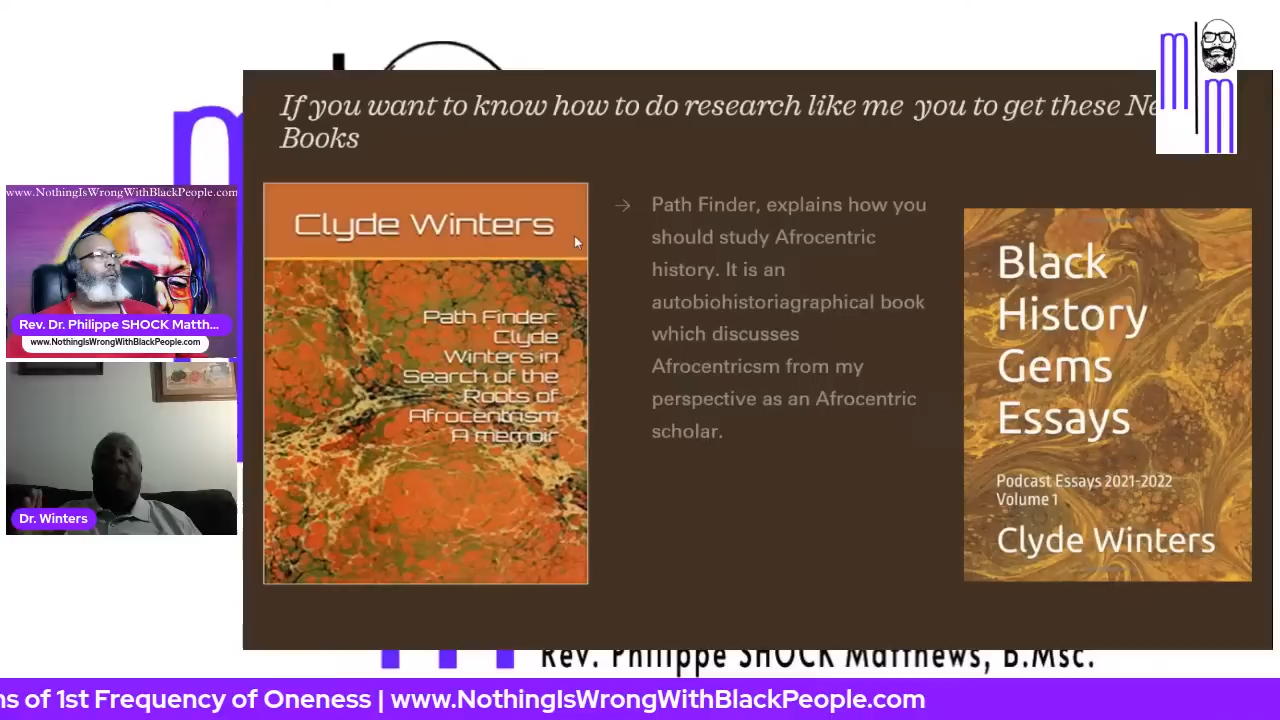 If you want to know how to do research like me you to get these Ne
Books
www.NothingIsWrongWithBlackPeople.com
Rev. Dr. Philippe SHOCK Matth...
www.NothingIsWrongWithBlackPeople.com
Dr. Winters
Clyde Winters
Path Finder:
Clyde
Winters in
Search of the
Roots of
Afrocentrism
A memoir
→ Path Finder, explains how you
should study Afrocentric
history. It is an
autobiohistoriagraphical book
which discusses
Afrocentricsm from my
perspective as an Afrocentric
scholar.
Black
History
Gems
Essays
Podcast Essays 2021-2022
Volume 1
Clyde Winters
Rev. Philippe SHOCK Matthews, B.Msc.
ns of 1st Frequency of Oneness | www.NothingIsWrongWithBlackPeople.com